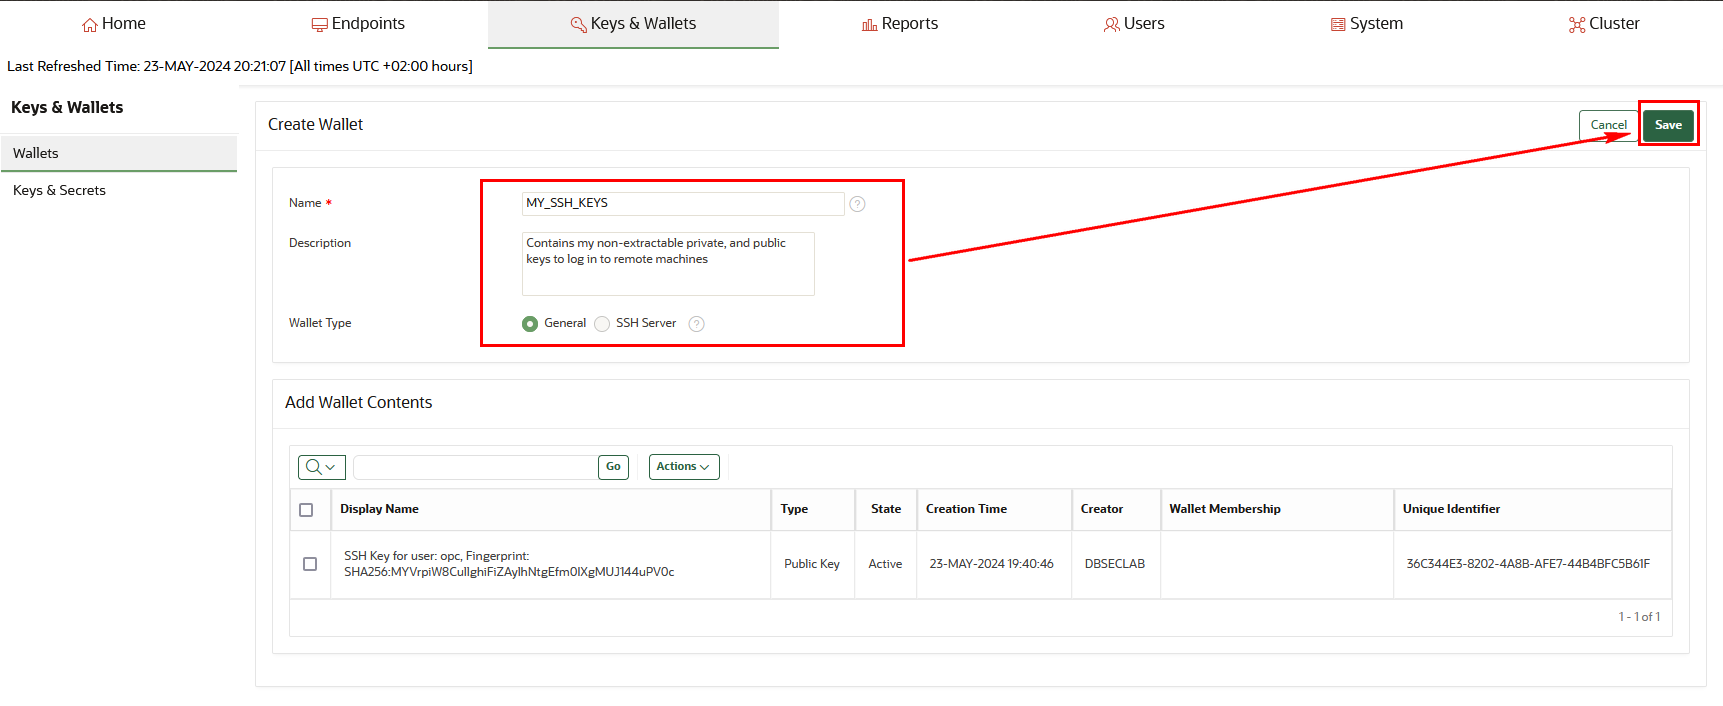 Home
Endpoints
Keys & Wallets
Reports
Users
System
Cluster
Last Refreshed Time: 23-MAY-2024 20:21:07 [All times UTC +02:00 hours]
Keys & Wallets
Wallets
Keys & Secrets
Create Wallet
Cancel
Save
Name *
MY_SSH_KEYS
?
Description
Contains my non-extractable private, and public
keys to log in to remote machines
Wallet Type
General
SSH Server
?
Add Wallet Contents
Go
Actions
Display Name
Type
State
Creation Time
Creator
Wallet Membership
Unique Identifier
SSH Key for user: opc, Fingerprint:
Public Key
Active
23-MAY-2024 19:40:46
DBSECLAB
36C344E3-8202-4A8B-AFE7-44B4BFC5B61F
1 - 1 of 1